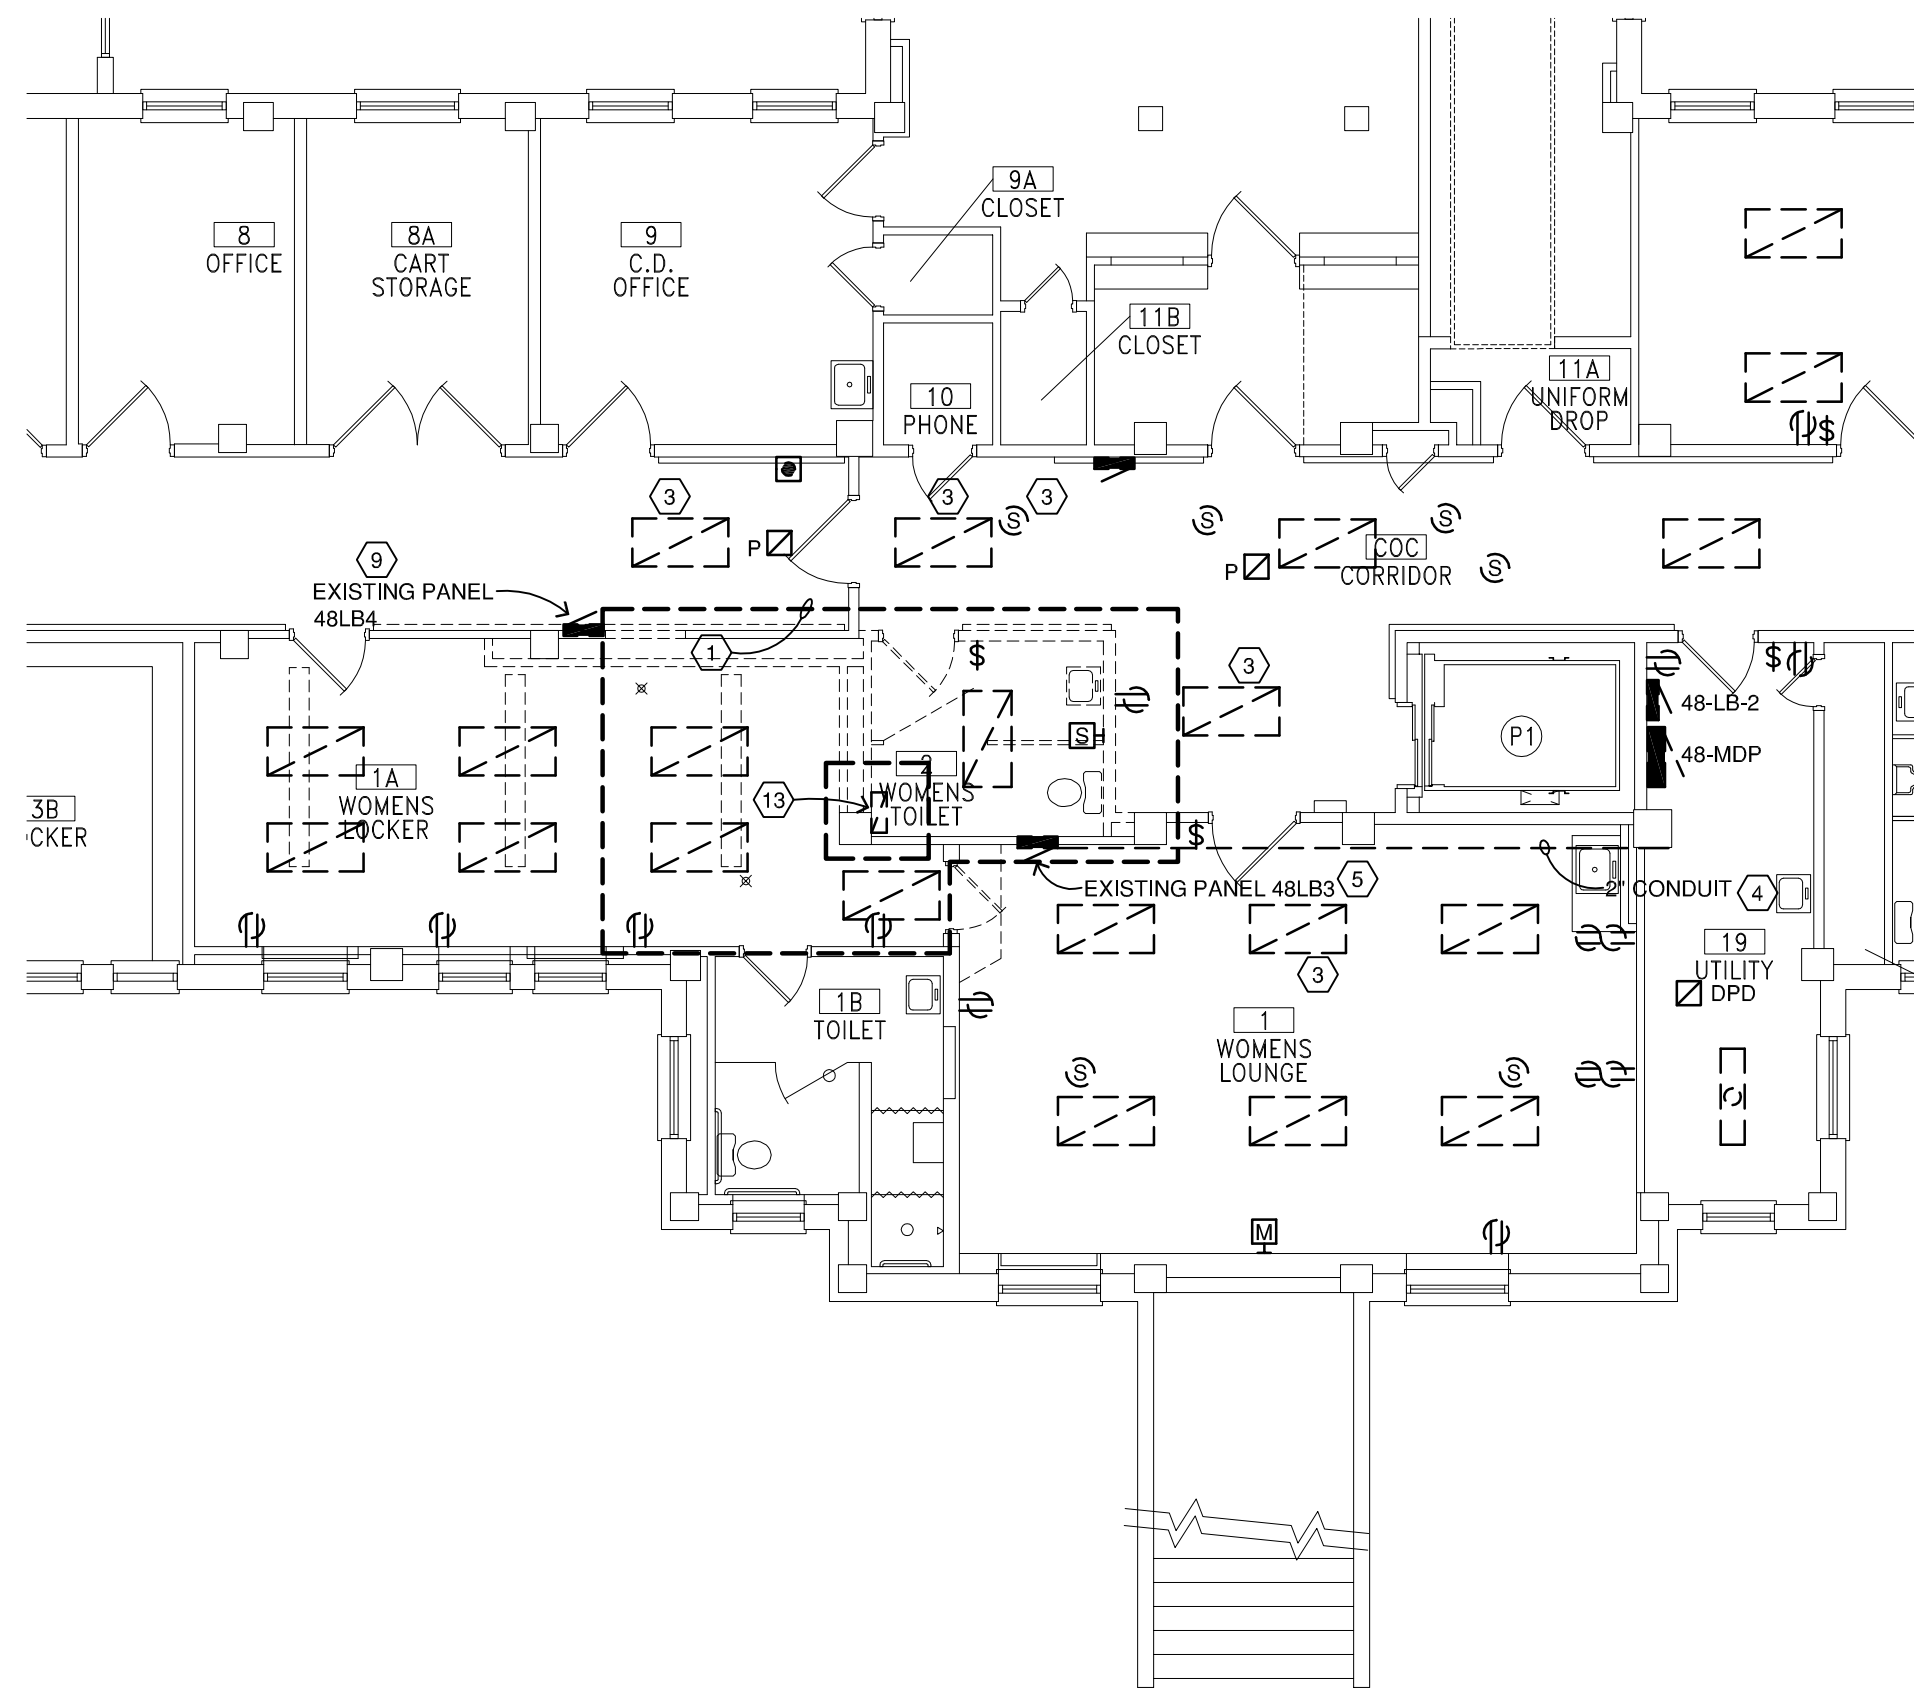 9A
CLOSET
8
OFFICE
8A
CART
STORAGE
9
C.D.
OFFICE
11B
CLOSET
11A
UNIFORM
DROP
10
PHONE
$
3
3
3
S
S
S
S
P
P
COC
CORRIDOR
9
EXISTING PANEL
48LB4
1
$
3
$
48-LB-2
P1
48-MDP
S
2
WOMENS
TOILET
1A
WOMENS
LOCKER
13
3B
CKER
$
EXISTING PANEL 48LB3
5
2" CONDUIT
4
19
UTILITY
DPD
3
1B
TOILET
1
WOMENS
LOUNGE
S
S
M